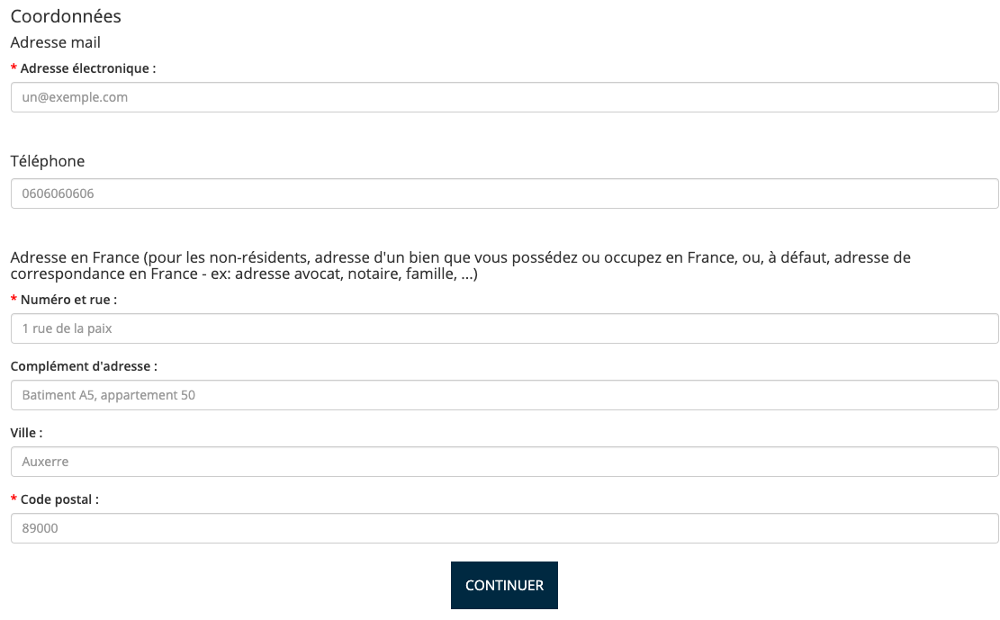 Coordonnées
Adresse mail
* Adresse électronique :
un@exemple.com
Téléphone
0606060606
Adresse en France (pour les non-résidents, adresse d'un bien que vous possédez ou occupez en France, ou, à défaut, adresse de
correspondance en France - ex: adresse avocat, notaire, famille, ...)
* Numéro et rue :
1 rue de la paix
Complément d'adresse :
Batiment A5, appartement 50
Ville :
Auxerre
* Code postal :
89000
CONTINUER